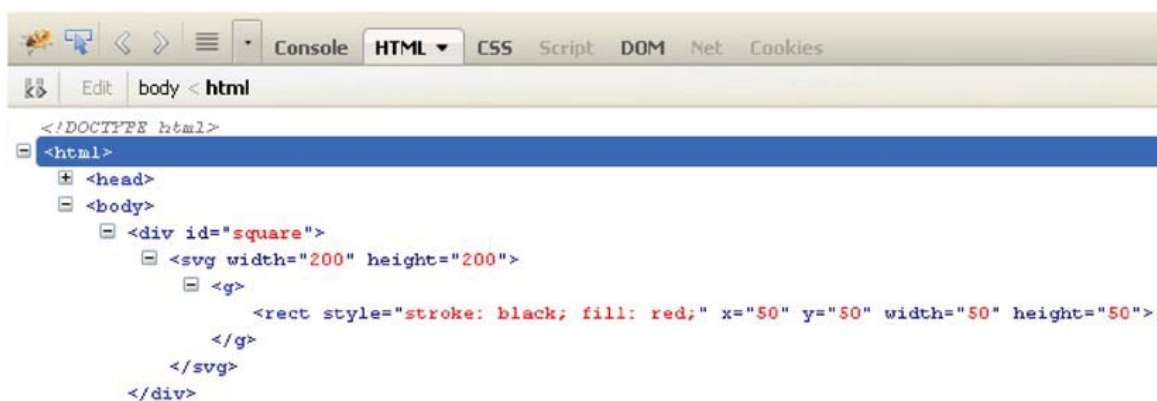 Console HTML CSS Script DOM Net Cookies
Edit body < html
<!DOCTYPE html>
<html>
<head>
<body>
<div id="square">
<svg width="200" height="200">
<g>
<rect style="stroke: black; fill: red;" x="50" y="50" width="50" height="50">
</g>
</svg>
</div>